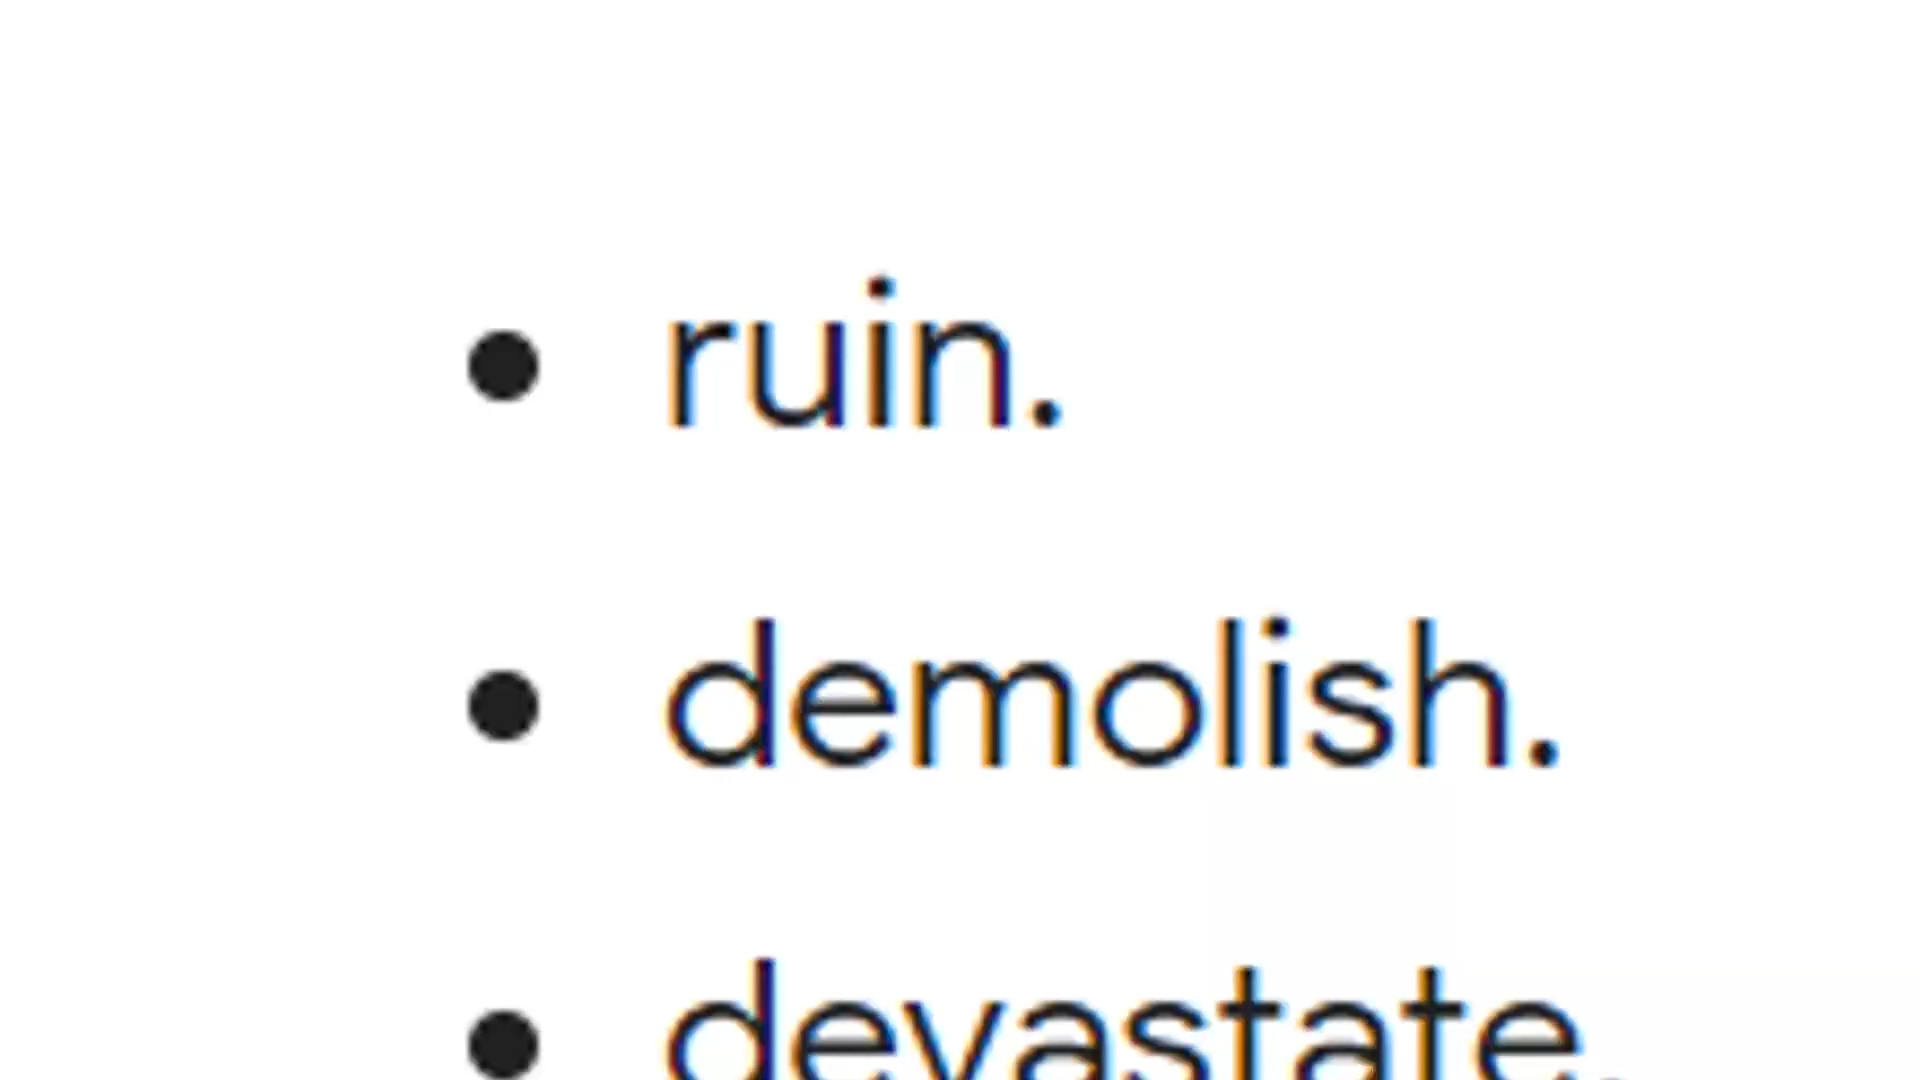 • ruin.
• demolish.
• devastate.